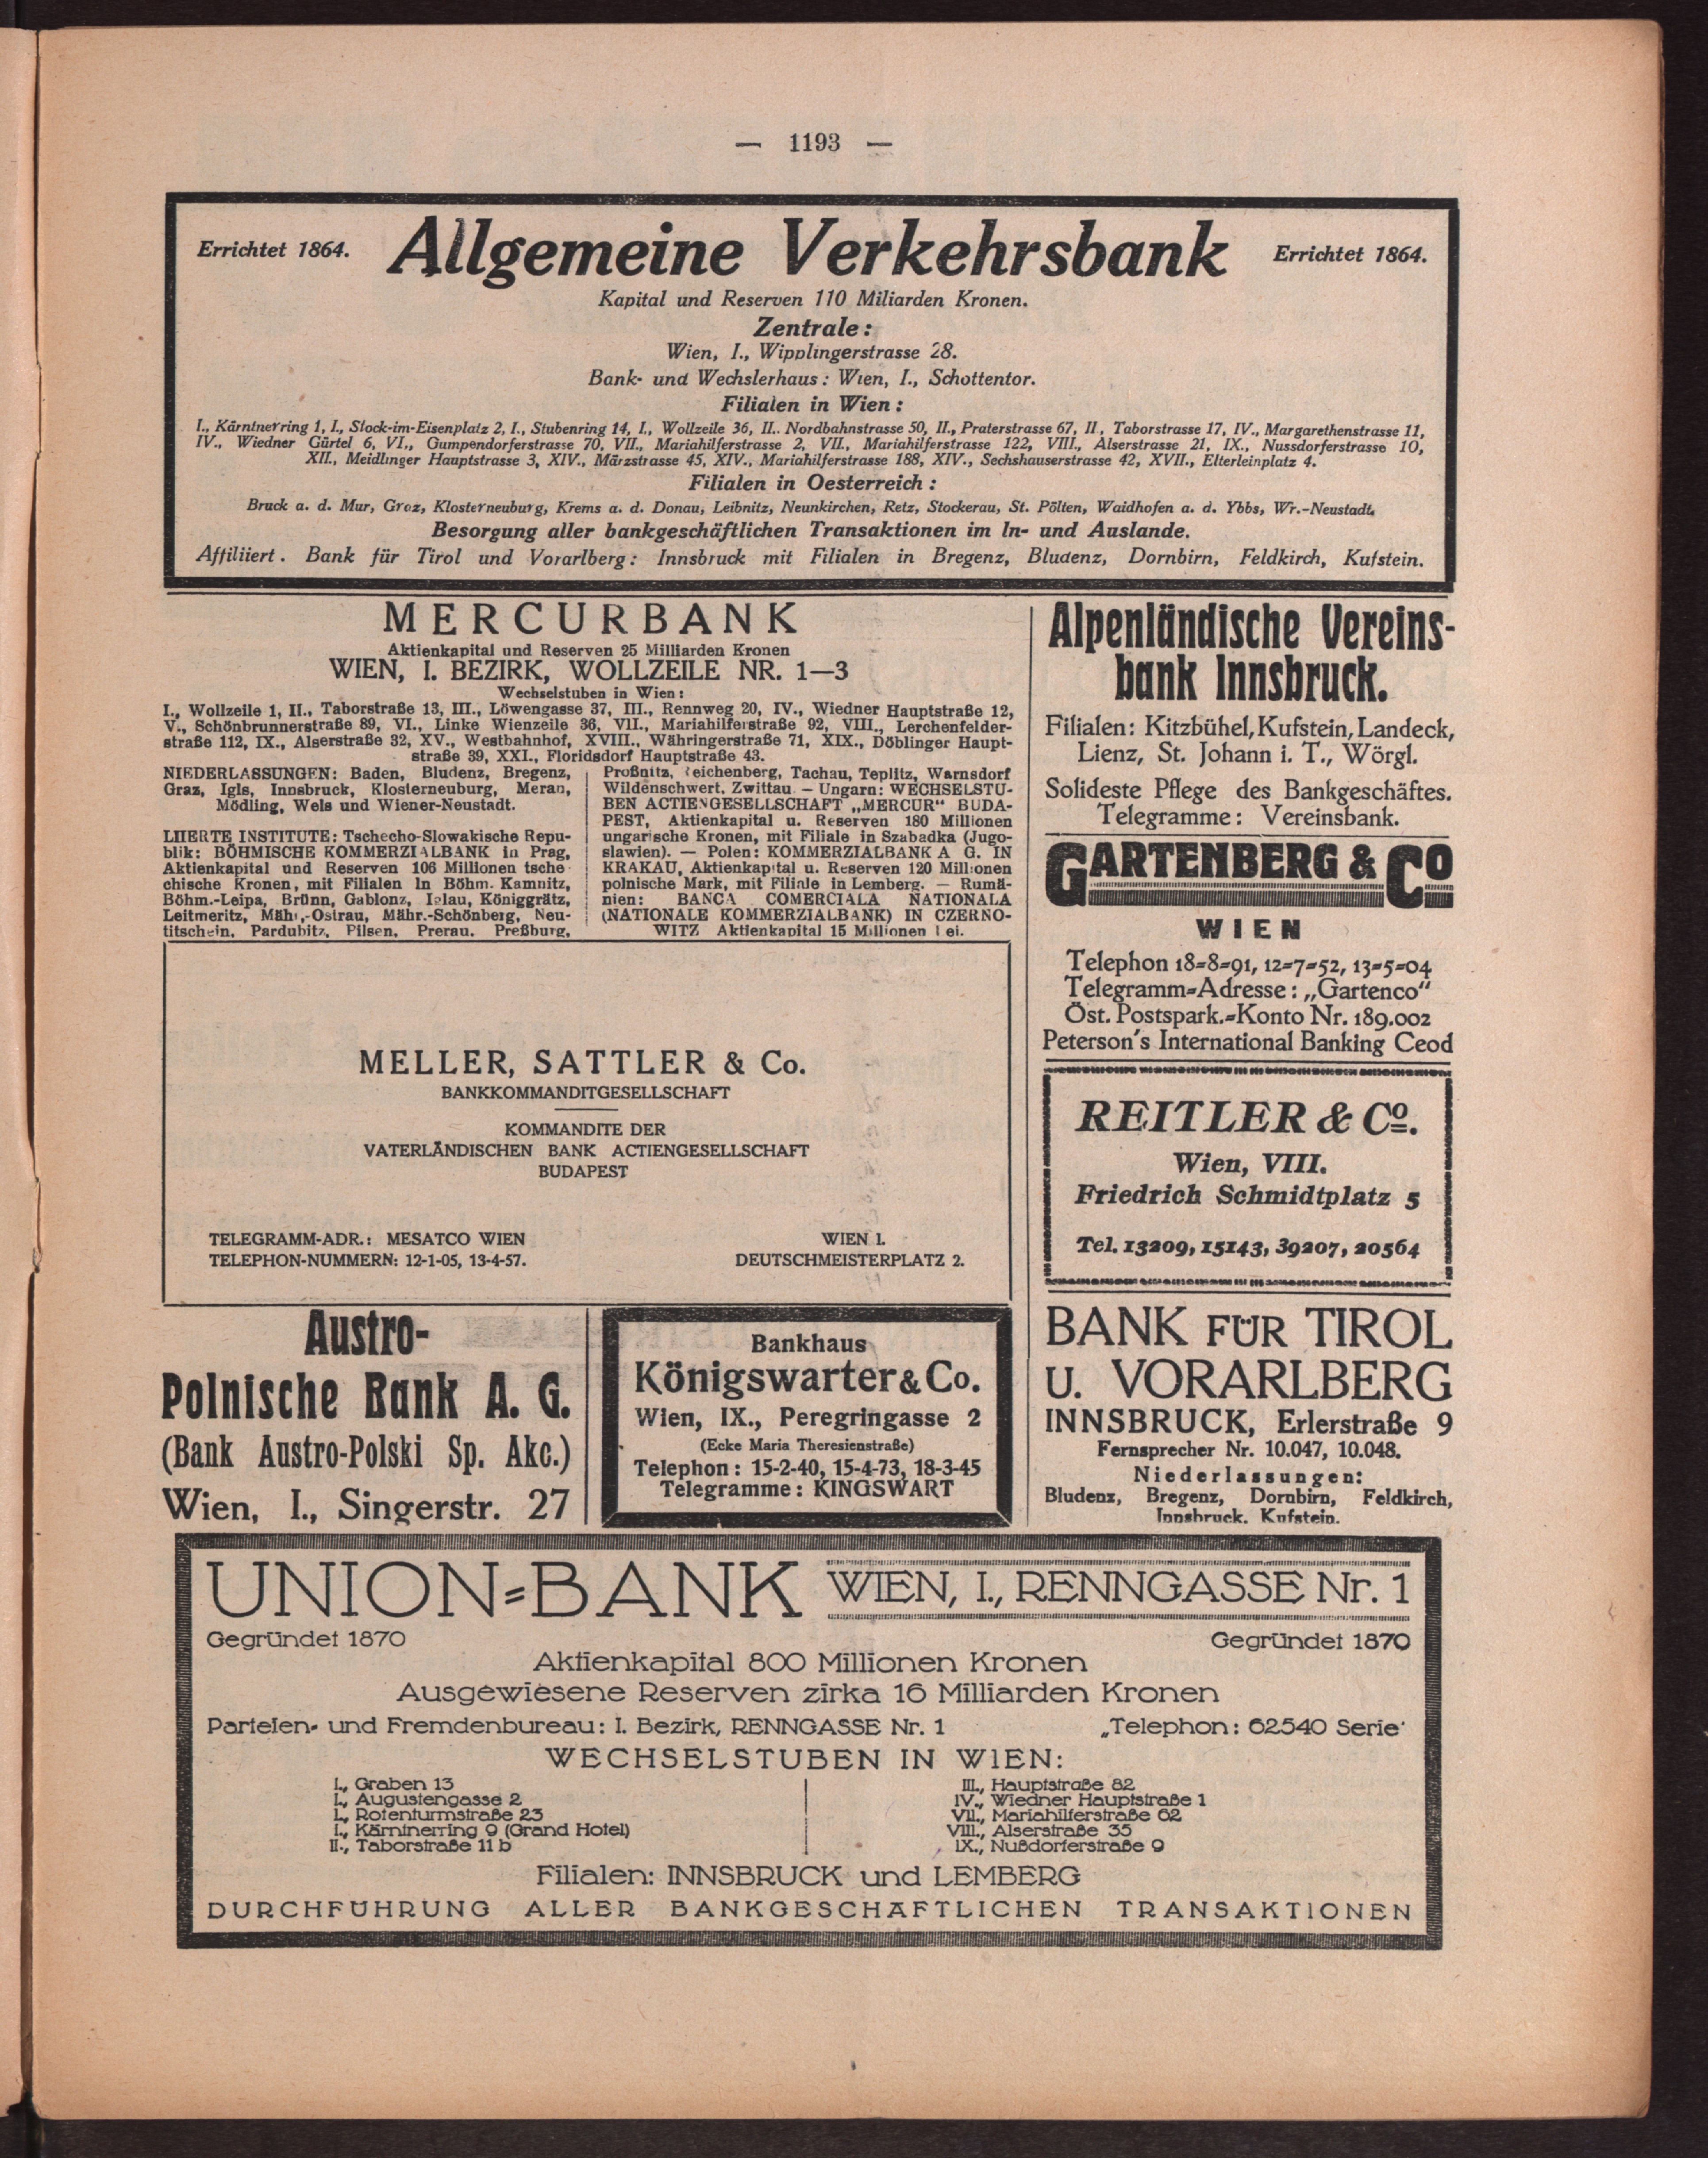 — 1193 —
Errichtet 1864. Allgemeine Verkehrsbank Errichtet 1864.
Kapital und Reserven 110 Miliarden Kronen.
Zentrale:
Wien, I., Wipplingerstrasse 28.
Bank- und Wechslerhaus: Wien, I., Schottentor.
Filialen in Wien:
I., Kärntnerring 1, I., Stock-im-Eisenplatz 2, I., Stubenring 14, I., Wollzeile 36, II.. Nordbahnstrasse 50, II., Praterstrasse 67, II, Taborstrasse 17, IV., Margarethenstrasse 11,
IV., Wiedner Gürtel 6, VI., Gumpendorferstrasse 70, VII., Mariahilferstrasse 2, VII., Mariahilferstrasse 122, VIII., Alserstrasse 21, IX., Nussdorferstrasse 10,
XII., Meidlinger Hauptstrasse 3, XIV., Märzstrasse 45, XIV., Mariahilferstrasse 188, XIV., Sechshauserstrasse 42, XVII., Elterleinplatz 4.
Filialen in Oesterreich:
Bruck a. d. Mur, Graz, Klosterneuburg, Krems a. d. Donau, Leibnitz, Neunkirchen, Retz, Stockerau, St. Pölten, Waidhofen a. d. Ybbs, Wr.-Neustadt,
Besorgung aller bankgeschäftlichen Transaktionen im In- und Auslande.
Affiliiert. Bank für Tirol und Vorarlberg: Innsbruck mit Filialen in Bregenz, Bludenz, Dornbirn, Feldkirch, Kufstein.
MERCURBANK
Aktienkapital und Reserven 25 Milliarden Kronen
WIEN, I. BEZIRK, WOLLZEILE NR. 1—3
Wechselstuben in Wien:
I., Wollzeile 1, II., Taborstraße 13, III., Löwengasse 37, III., Rennweg 20, IV., Wiedner Hauptstraße 12,
V., Schönbrunnerstraße 89, VI., Linke Wienzeile 36, VII., Mariahilferstraße 92, VIII., Lerchenfelder-
straße 112, IX., Alserstraße 32, XV., Westbahnhof, XVIII., Währingerstraße 71, XIX., Döblinger Haupt-
straße 39, XXI., Floridsdorf Hauptstraße 43.
NIEDERLASSUNGEN: Baden, Bludenz, Bregenz,
Graz, Igls, Innsbruck, Klosterneuburg, Meran,
Mödling, Wels und Wiener-Neustadt.
LIIERTE INSTITUTE: Tschecho-Slowakische Repu-
blik: BÖHMISCHE KOMMERZIALBANK in Prag,
Aktienkapital und Reserven 106 Millionen tsche-
chische Kronen, mit Filialen in Böhm. Kamnitz,
Böhm.-Leipa, Brünn, Gablonz, Iglau, Königgrätz,
Leitmeritz, Mähr.-Ostrau, Mähr.-Schönberg, Neu-
titschein, Pardubitz, Pilsen, Prerau, Preßburg,
Proßnitz, Reichenberg, Tachau, Teplitz, Warnsdorf
Wildenschwert, Zwittau. — Ungarn: WECHSELSTU-
BEN ACTIENGESELLSCHAFT „MERCUR“ BUDA-
PEST, Aktienkapital u. Reserven 180 Millionen
ungarische Kronen, mit Filiale in Szabadka (Jugo-
slawien). — Polen: KOMMERZIALBANK A G. IN
KRAKAU, Aktienkapital u. Reserven 120 Millionen
polnische Mark, mit Filiale in Lemberg. — Rumä-
nien: BANCA COMERCIALA NATIONALA
(NATIONALE KOMMERZIALBANK) IN CZERNO-
WITZ Aktienkapital 15 Millionen Lei.
Alpenländische Vereins-
bank Innsbruck.
Filialen: Kitzbühel, Kufstein, Landeck,
Lienz, St. Johann i. T., Wörgl.
Solideste Pflege des Bankgeschäftes.
Telegramme: Vereinsbank.
GARTENBERG & CO
WIEN
Telephon 18=8=91, 12=7=52, 13=5=04
Telegramm=Adresse: „Gartenco“
Öst. Postspark.=Konto Nr. 189.002
Peterson's International Banking Ceod
MELLER, SATTLER & Co.
BANKKOMMANDITGESELLSCHAFT
KOMMANDITE DER
VATERLÄNDISCHEN BANK ACTIENGESELLSCHAFT
BUDAPEST
TELEGRAMM-ADR.: MESATCO WIEN
TELEPHON-NUMMERN: 12-1-05, 13-4-57.
WIEN I.
DEUTSCHMEISTERPLATZ 2.
REITLER & Co.
Wien, VIII.
Friedrich Schmidtplatz 5
Tel. 13209, 15143, 39207, 20564
Austro-
Polnische Bank A. G.
(Bank Austro-Polski Sp. Akc.)
Wien, I., Singerstr. 27
Bankhaus
Königswarter & Co.
Wien, IX., Peregringasse 2
(Ecke Maria Theresienstraße)
Telephon: 15-2-40, 15-4-73, 18-3-45
Telegramme: KINGSWART
BANK FÜR TIROL
U. VORARLBERG
INNSBRUCK, Erlerstraße 9
Fernsprecher Nr. 10.047, 10.048.
Niederlassungen:
Bludenz, Bregenz, Dornbirn, Feldkirch,
Innsbruck, Kufstein.
UNION=BANK WIEN, I., RENNGASSE Nr. 1
Gegründet 1870 Gegründet 1870
Aktienkapital 800 Millionen Kronen
Ausgewiesene Reserven zirka 16 Milliarden Kronen
Parteien- und Fremdenbureau: I. Bezirk, RENNGASSE Nr. 1 „Telephon: 62540 Serie‘
WECHSELSTUBEN IN WIEN:
I., Graben 13
I., Augustengasse 2
I., Rotenturmstraße 23
I., Kärntnerring 9 (Grand Hotel)
II., Taborstraße 11 b
III., Hauptstraße 82
IV., Wiedner Hauptstraße 1
VII., Mariahilferstraße 62
VIII., Alserstraße 35
IX., Nußdorferstraße 9
Filialen: INNSBRUCK und LEMBERG
DURCHFÜHRUNG ALLER BANKGESCHÄFTLICHEN TRANSAKTIONEN